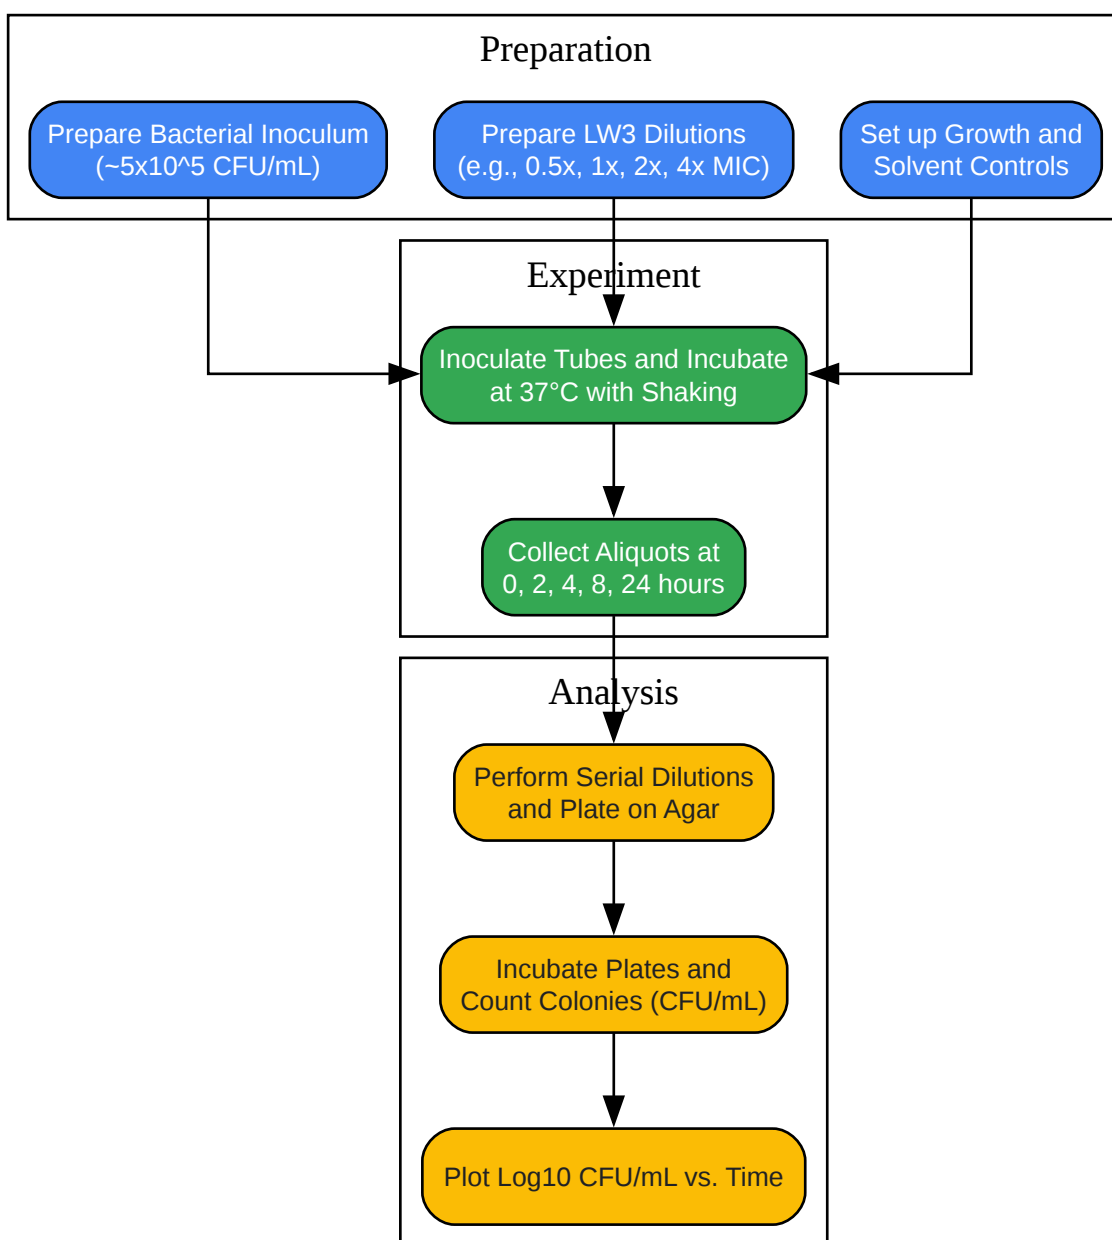 Preparation
Prepare Bacterial Inoculum
(~5x10^5 CFU/mL)
Prepare LW3 Dilutions
(e.g., 0.5x, 1x, 2x, 4x MIC)
Set up Growth and
Solvent Controls
Experiment
Inoculate Tubes and Incubate
at 37°C with Shaking
Collect Aliquots at
0, 2, 4, 8, 24 hours
Analysis
Perform Serial Dilutions
and Plate on Agar
Incubate Plates and
Count Colonies (CFU/mL)
Plot Log10 CFU/mL vs. Time